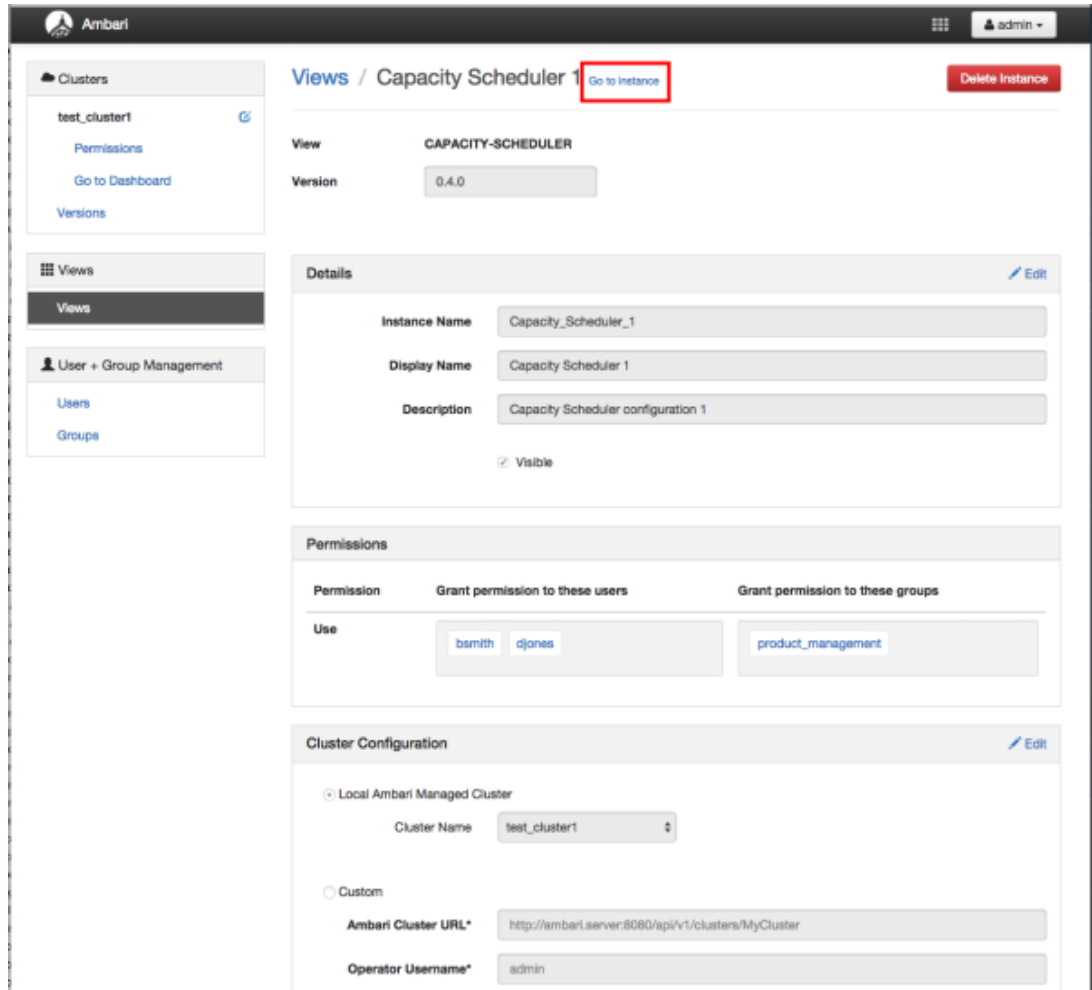 Ambari
admin
Clusters
test_cluster1
Permissions
Go to Dashboard
Versions
Views
Views
User + Group Management
Users
Groups
Views / Capacity Scheduler 1 Go to instance
Delete Instance
View CAPACITY-SCHEDULER
Version 0.4.0
Details Edit
Instance Name Capacity_Scheduler_1
Display Name Capacity Scheduler 1
Description Capacity Scheduler configuration 1
Visible
Permissions
Permission Grant permission to these users Grant permission to these groups
Use bsmith djones product_management
Cluster Configuration Edit
Local Ambari Managed Cluster
Cluster Name test_cluster1
Custom
Ambari Cluster URL* http://ambari.server:8080/api/v1/clusters/MyCluster
Operator Username* admin